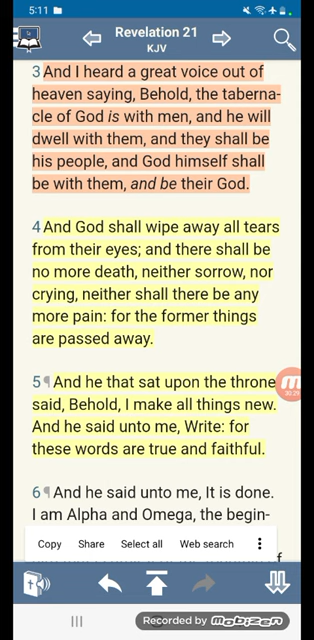 5:11
Revelation 21
KJV
3 And I heard a great voice out of
heaven saying, Behold, the taberna-
cle of God is with men, and he will
dwell with them, and they shall be
his people, and God himself shall
be with them, and be their God.
4 And God shall wipe away all tears
from their eyes; and there shall be
no more death, neither sorrow, nor
crying, neither shall there be any
more pain: for the former things
are passed away.
5 ¶ And he that sat upon the throne
said, Behold, I make all things new.
And he said unto me, Write: for
these words are true and faithful.
6 ¶ And he said unto me, It is done.
I am Alpha and Omega, the begin-
Copy Share Select all Web search
Recorded by Mobizen